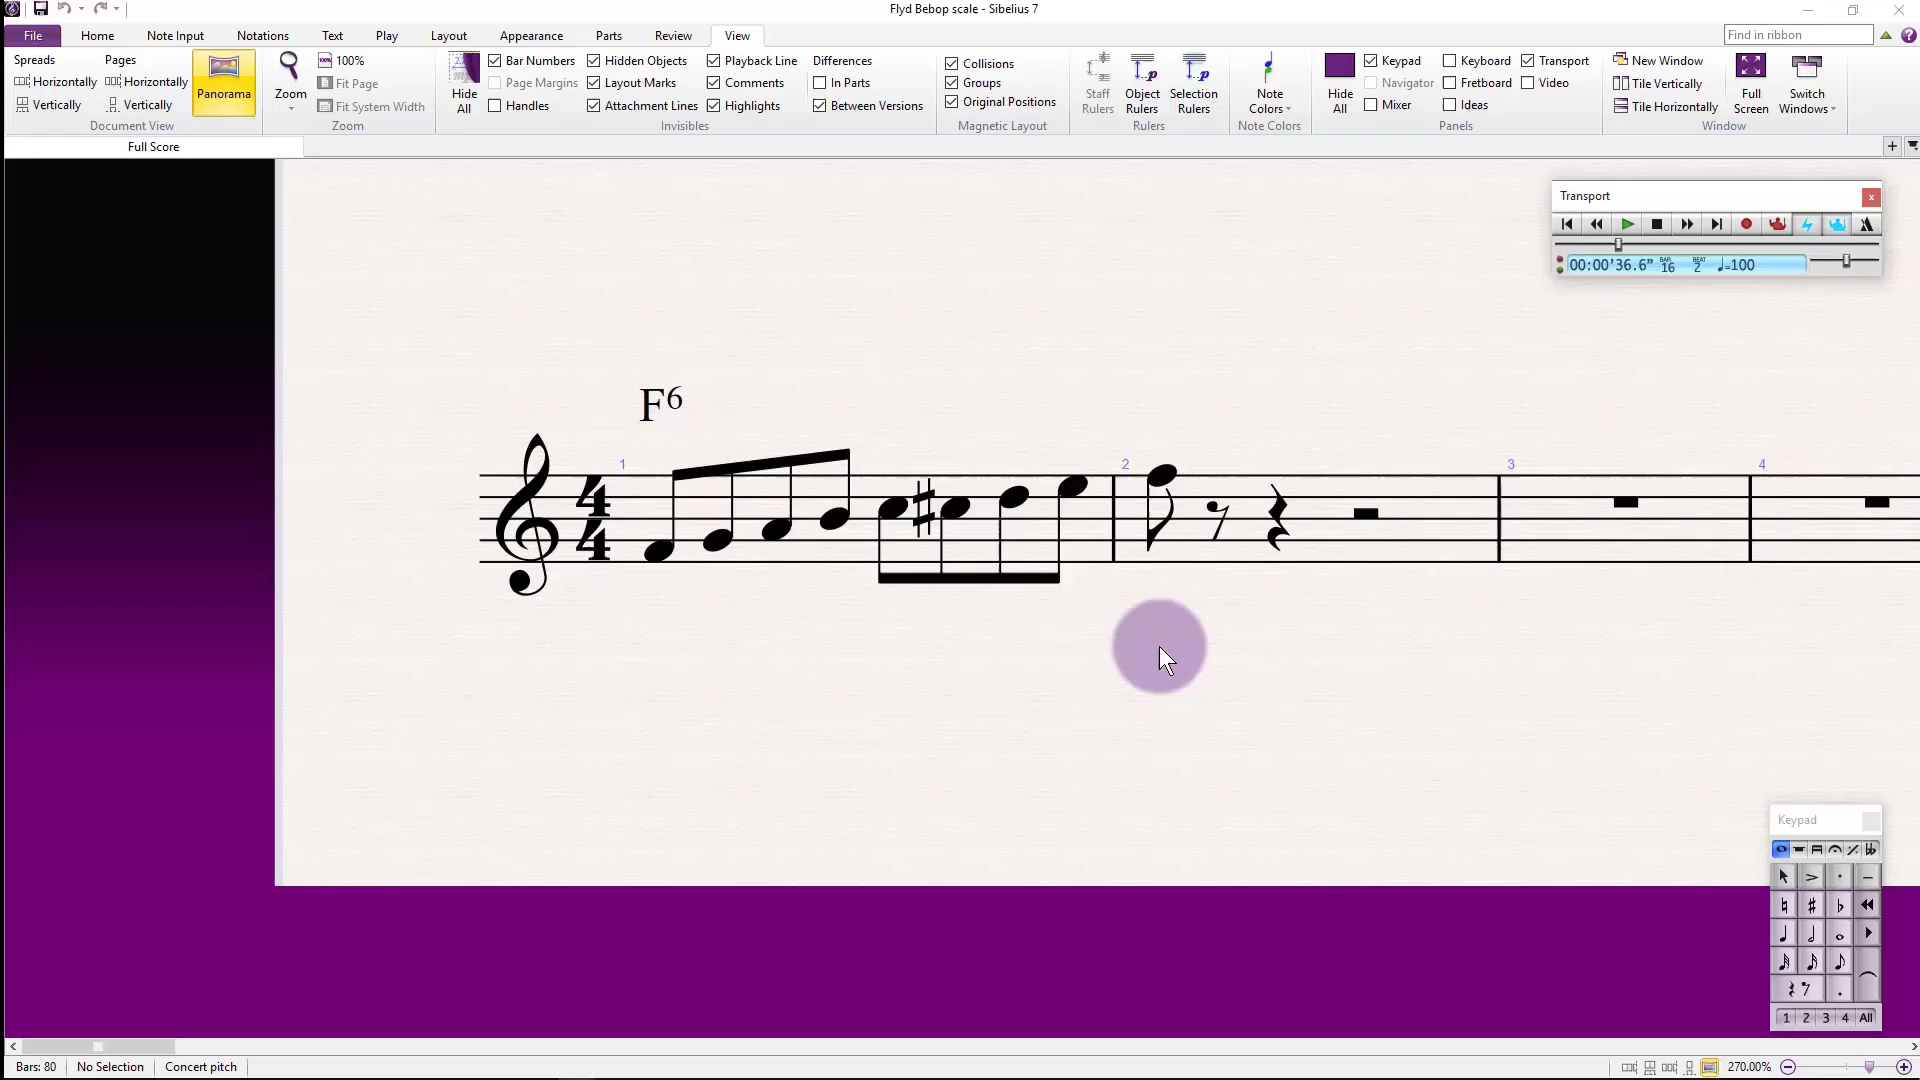 Flyd Bebop scale - Sibelius 7
File Home Note Input Notations Text Play Layout Appearance Parts Review View Find in ribbon
Spreads Pages 100% Bar Numbers Hidden Objects Playback Line Differences Collisions Keypad Keyboard Transport New Window
Horizontally Horizontally Fit Page Page Margins Layout Marks Comments In Parts Groups Navigator Fretboard Video Tile Vertically
Vertically Vertically Panorama Zoom Fit System Width Hide All Handles Attachment Lines Highlights Between Versions Original Positions Staff Rulers Object Rulers Selection Rulers Note Colors Hide All Mixer Ideas Tile Horizontally Full Screen Switch Windows
Document View Zoom Invisibles Magnetic Layout Rulers Note Colors Panels Window
Full Score
Transport
00:00'36.6" BAR 16 BEAT 2 ♩=100
F6
1 2 3 4
4
4
Keypad
1 2 3 4 All
Bars: 80 No Selection Concert pitch 270.00%